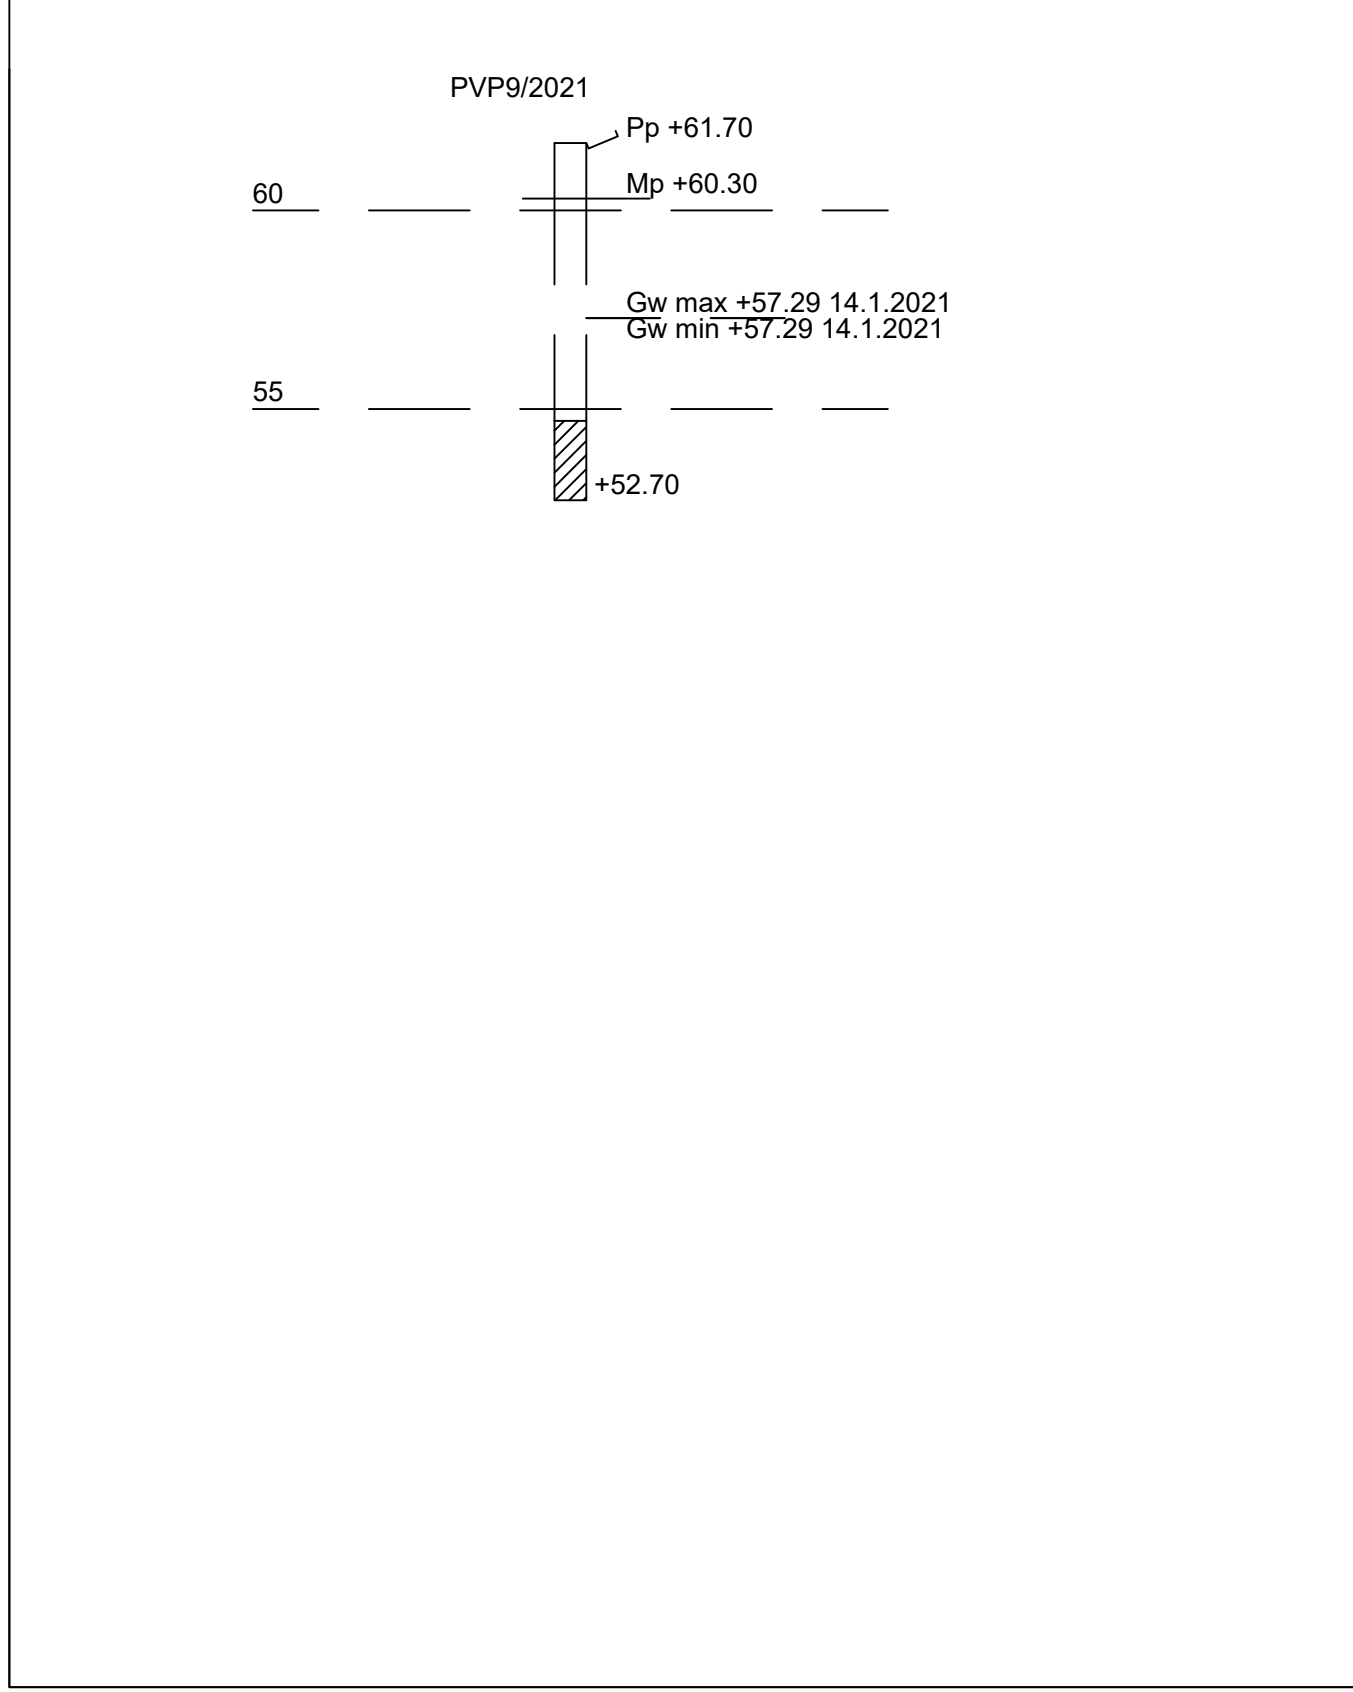 PVP9/2021
Pp +61.70
Mp +60.30
60
Gw max +57.29 14.1.2021
Gw min +57.29 14.1.2021
55
+52.70